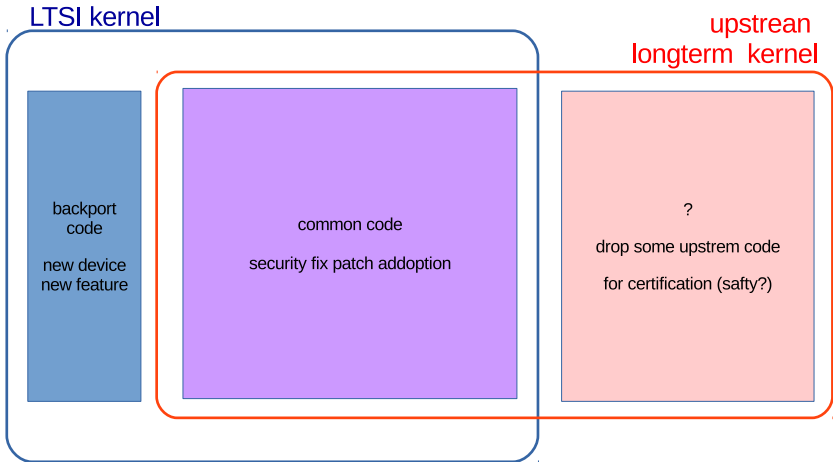 LTSI kernel
upstrean
longterm kernel
backport
code
new device
new feature
common code
security fix patch addoption
?
drop some upstrem code
for certification (safty?)